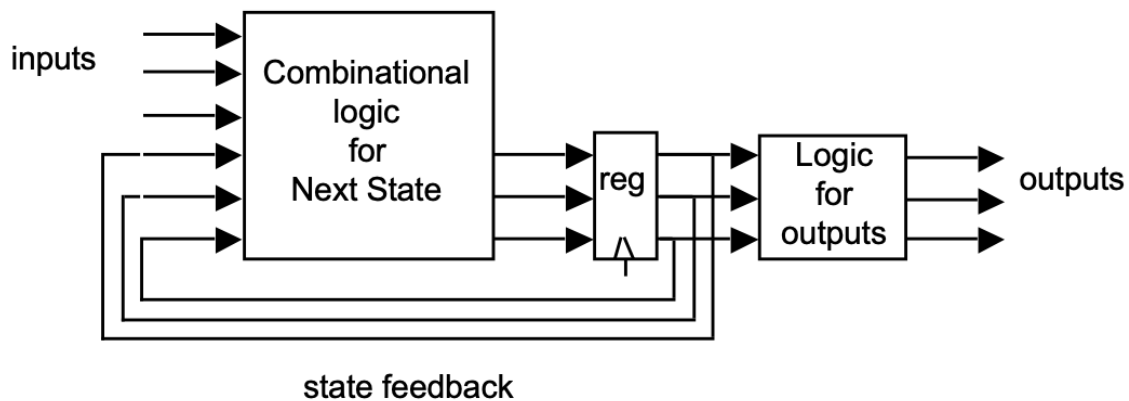 inputs
Combinational
logic
for
Next State
reg
Logic
for
outputs
outputs
state feedback